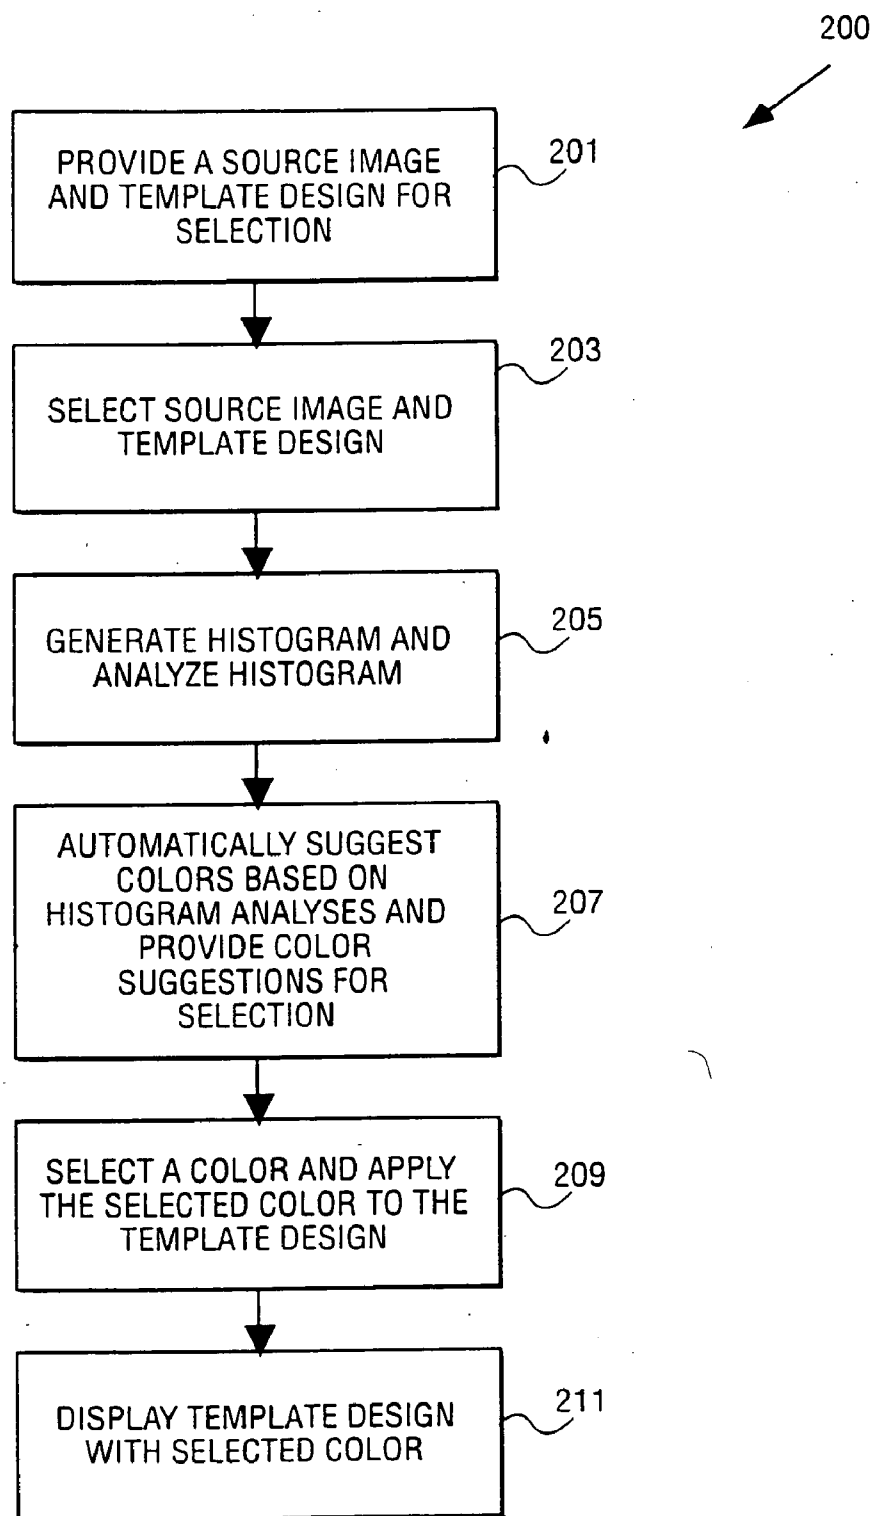 200
PROVIDE A SOURCE IMAGE
AND TEMPLATE DESIGN FOR
SELECTION
201
SELECT SOURCE IMAGE AND
TEMPLATE DESIGN
203
GENERATE HISTOGRAM AND
ANALYZE HISTOGRAM
205
AUTOMATICALLY SUGGEST
COLORS BASED ON
HISTOGRAM ANALYSES AND
PROVIDE COLOR
SUGGESTIONS FOR
SELECTION
207
SELECT A COLOR AND APPLY
THE SELECTED COLOR TO THE
TEMPLATE DESIGN
209
DISPLAY TEMPLATE DESIGN
WITH SELECTED COLOR
211